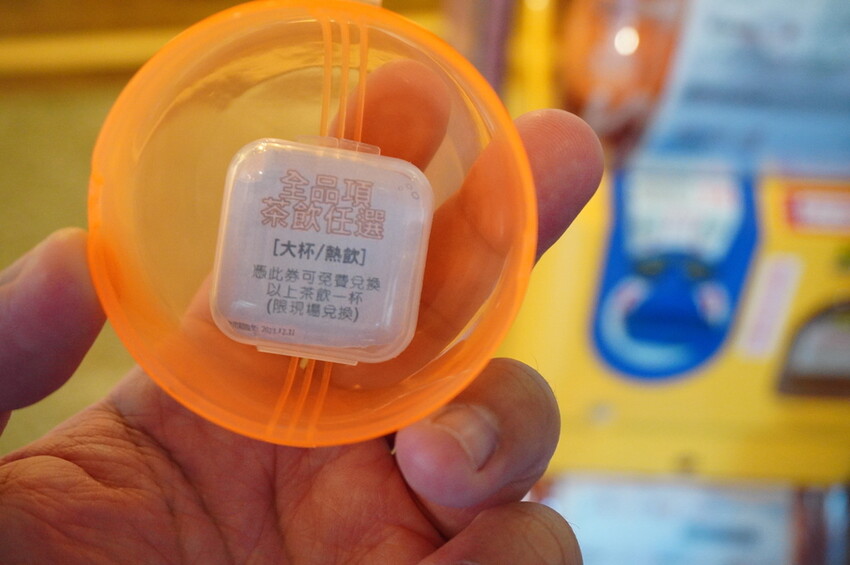 全品項
茶飲任選
[大杯/熱飲]
憑此券可免費兌換
以上茶飲一杯
(限現場兌換)